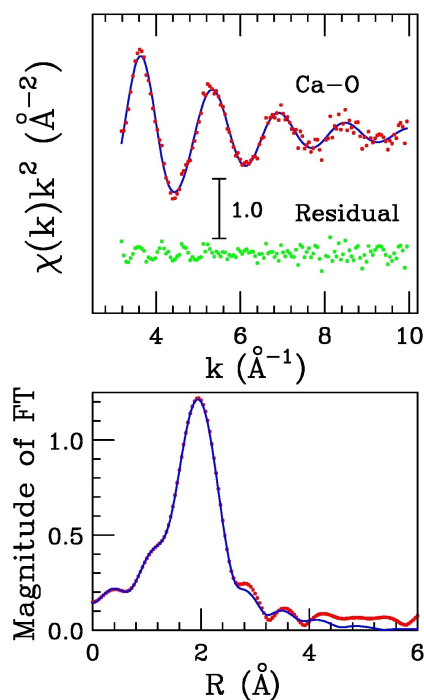 χ(k)k² (Å⁻²)
Ca−O
1.0
Residual
4 6 8 10
k (Å⁻¹)
Magnitude of FT
1.0
0.5
0.0
0 2 4 6
R (Å)